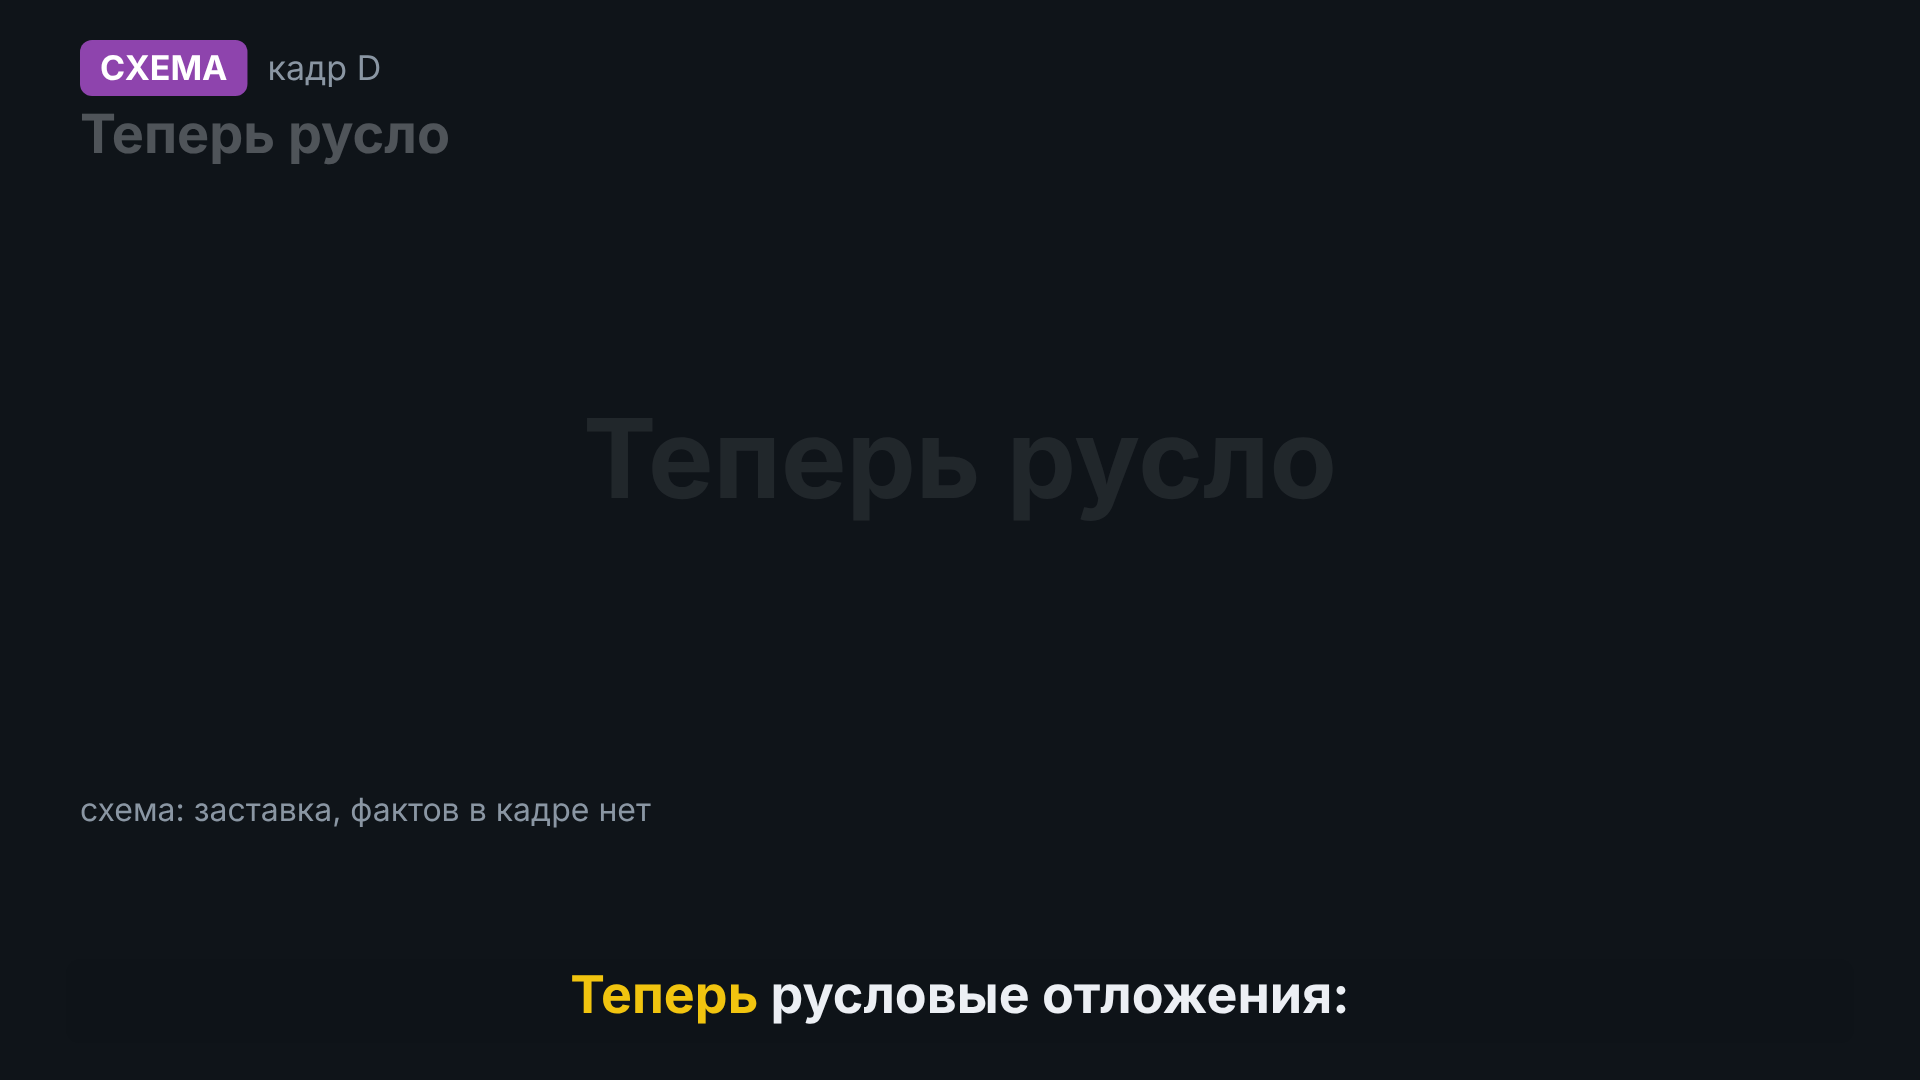 СХЕМА кадр D
Теперь русло
Теперь русло
схема: заставка, фактов в кадре нет
Теперь русловые отложения: